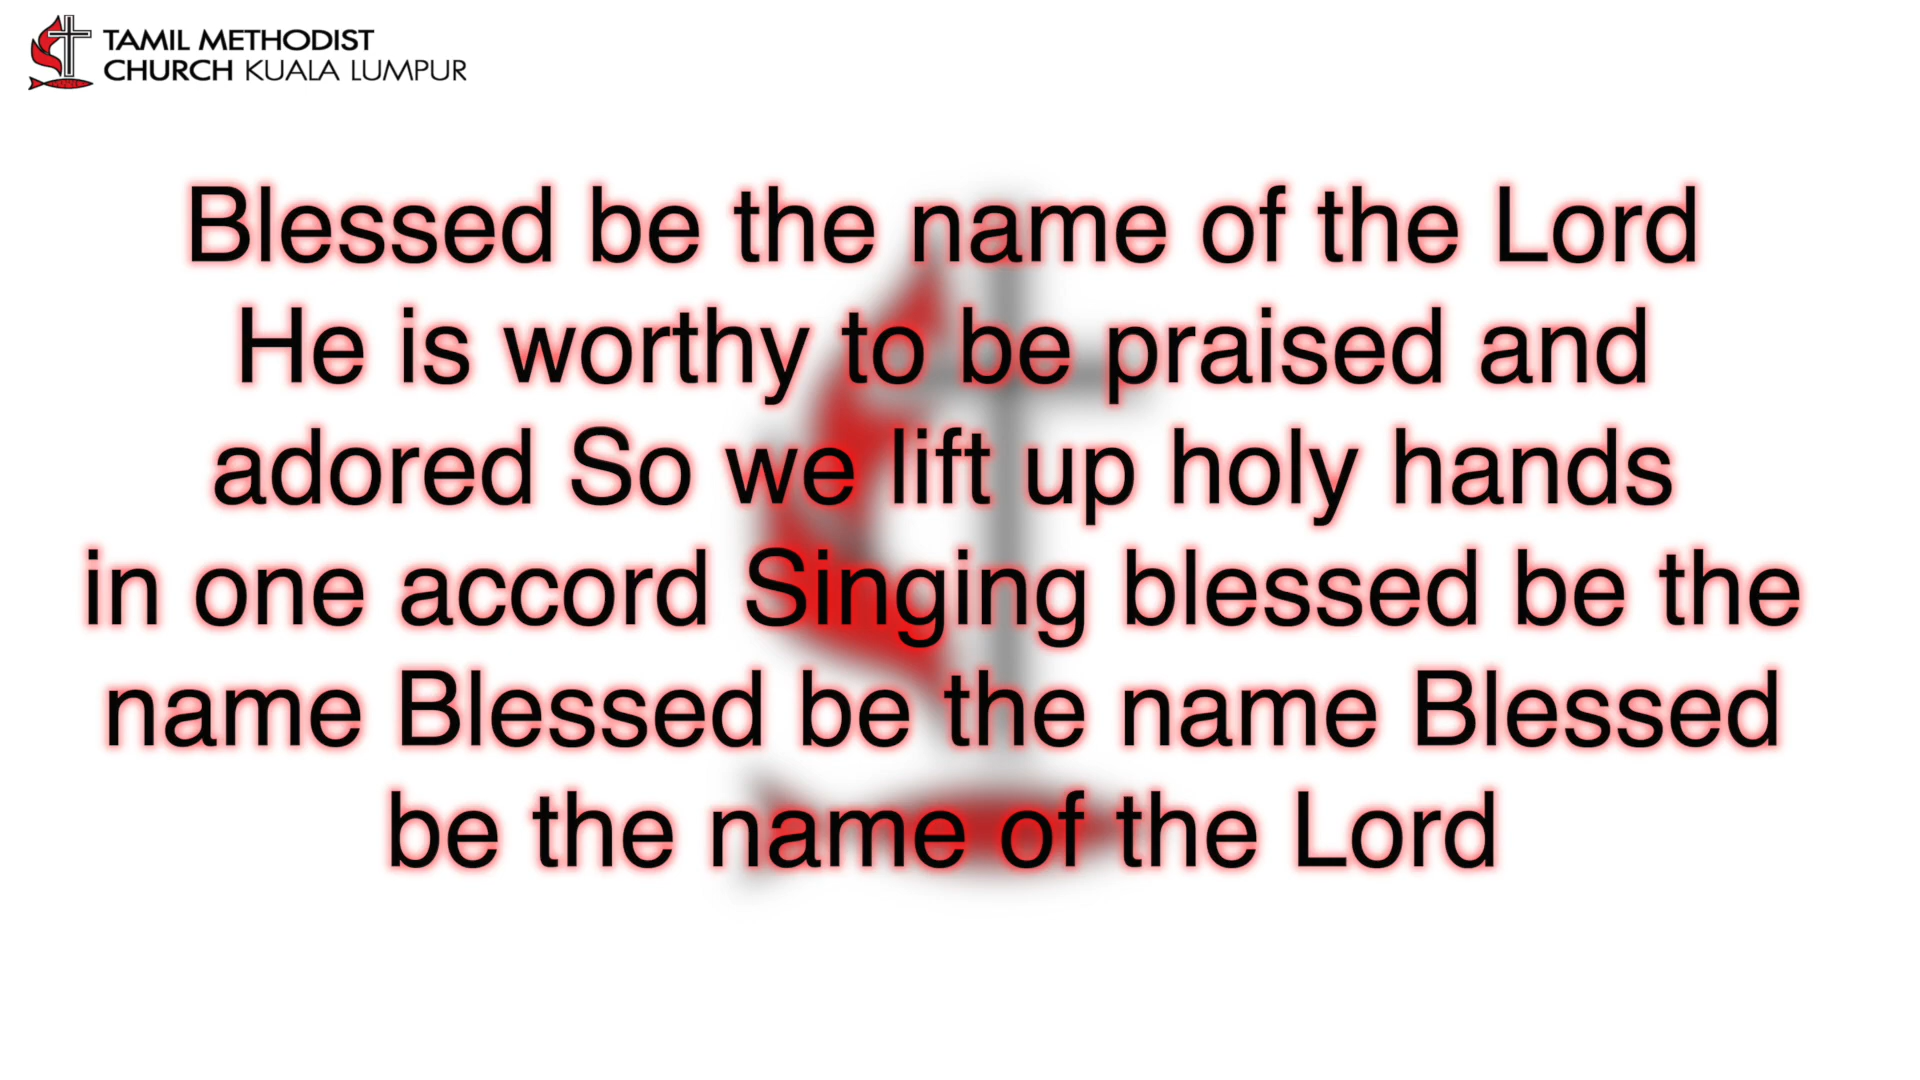 TAMIL METHODIST
CHURCH KUALA LUMPUR
Blessed be the name of the Lord
He is worthy to be praised and
adored So we lift up holy hands
in one accord Singing blessed be the
name Blessed be the name Blessed
be the name of the Lord